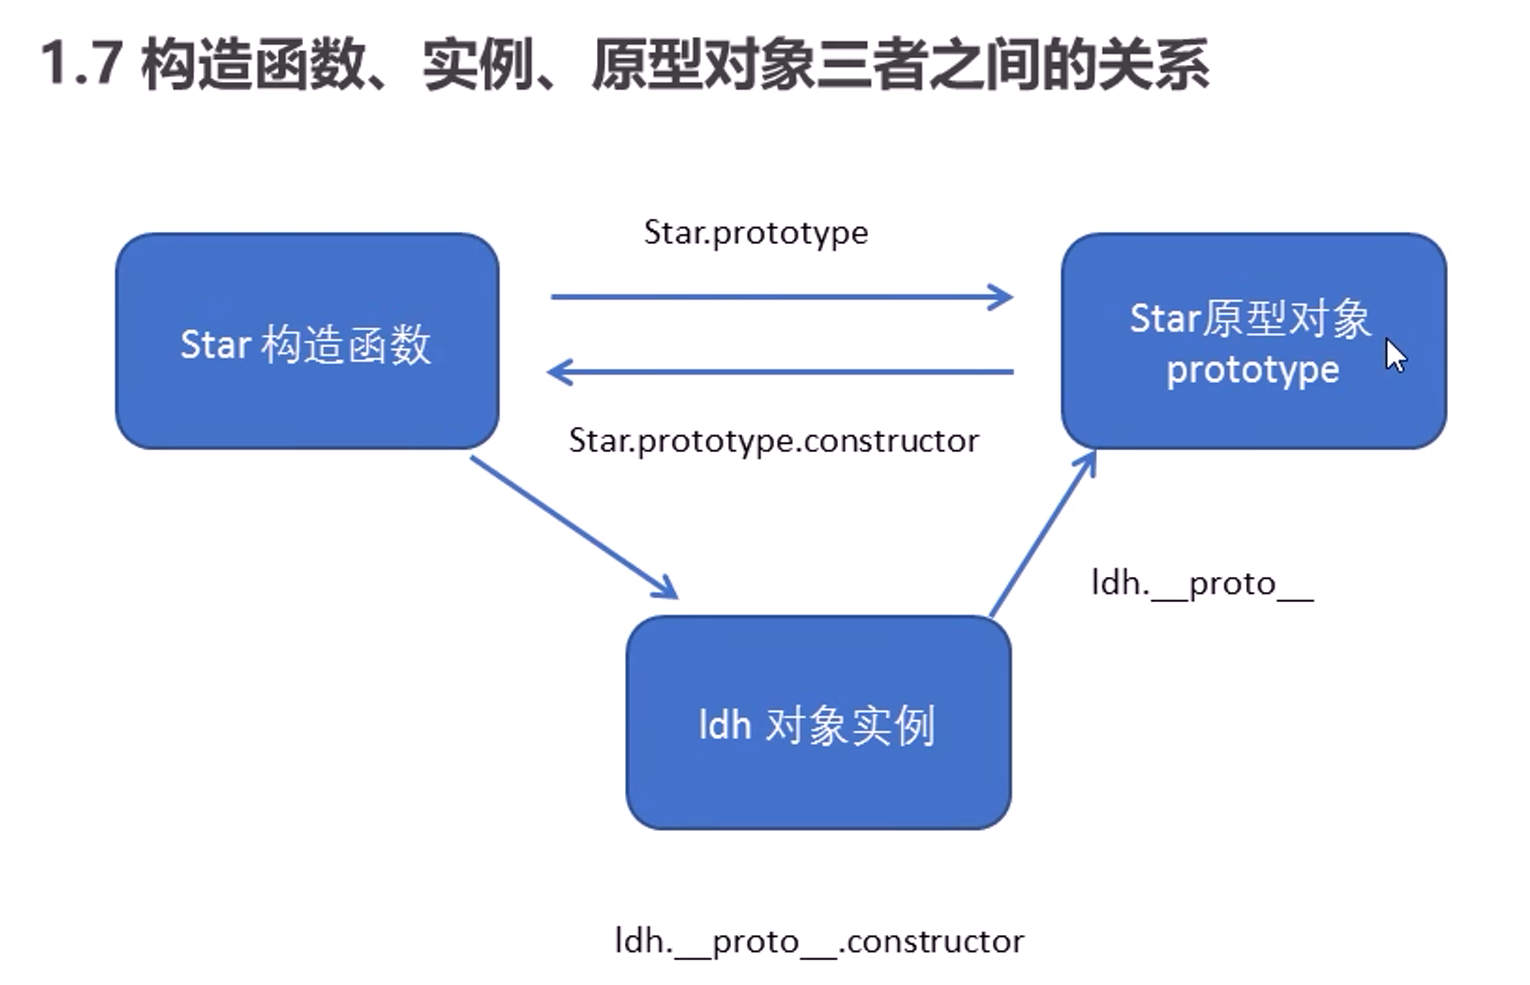 1.7 构造函数、实例、原型对象三者之间的关系
Star.prototype
Star 构造函数
Star原型对象
prototype
Star.prototype.constructor
ldh.__proto__
ldh 对象实例
ldh.__proto__.constructor